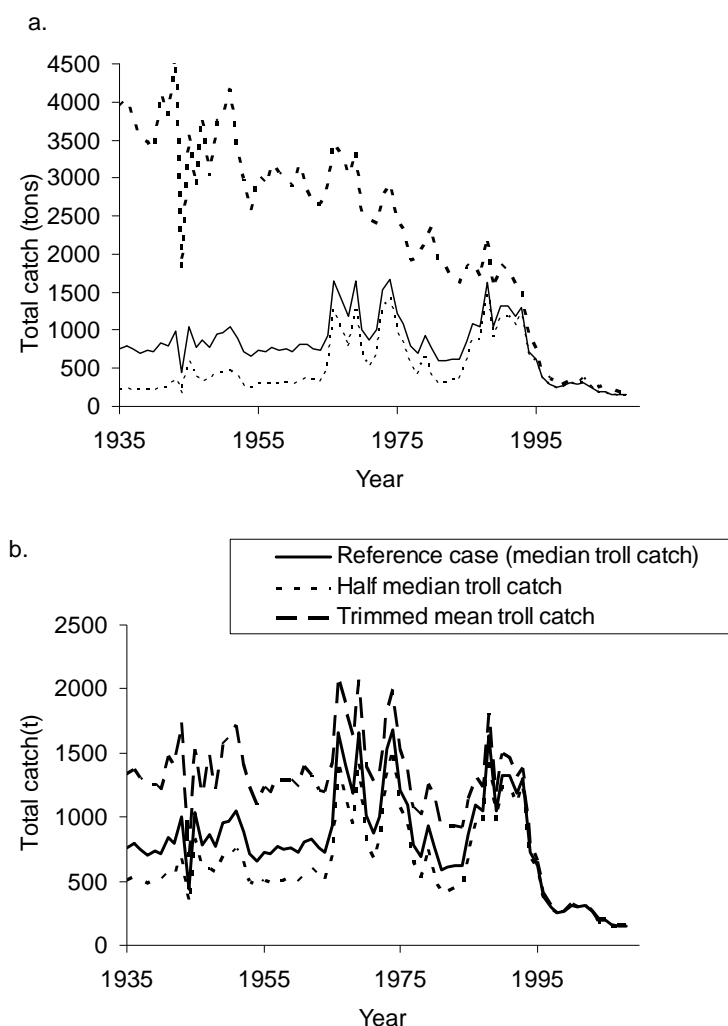 a.
4500
4000
3500
3000
2500
2000
1500
1000
500
0
Total catch (tons)
1935 1955 1975 1995
Year
b.
Reference case (median troll catch)
Half median troll catch
Trimmed mean troll catch
2500
2000
1500
1000
500
0
Total catch(t)
1935 1955 1975 1995
Year